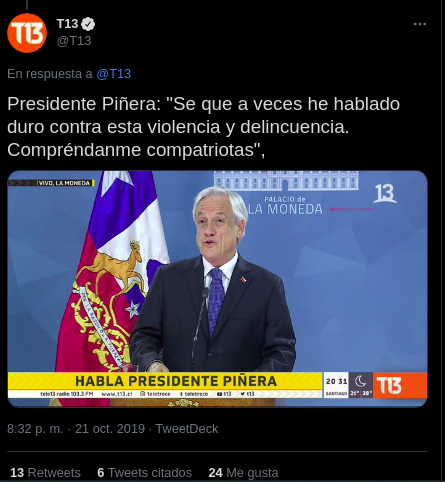 T13
@T13
T13
En respuesta a @T13
Presidente Piñera: "Se que a veces he hablado
duro contra esta violencia y delincuencia.
Compréndanme compatriotas",
VIVO, LA MONEDA
PALACIO de
LA MONEDA
13
HABLA PRESIDENTE PIÑERA
20 31
SANTIAGO 21° 28°
T13
tele13 radio 103.3 FM www.t13.cl teletrece teletrece t13 t13
8:32 p. m. · 21 oct. 2019 · TweetDeck
13 Retweets 6 Tweets citados 24 Me gusta